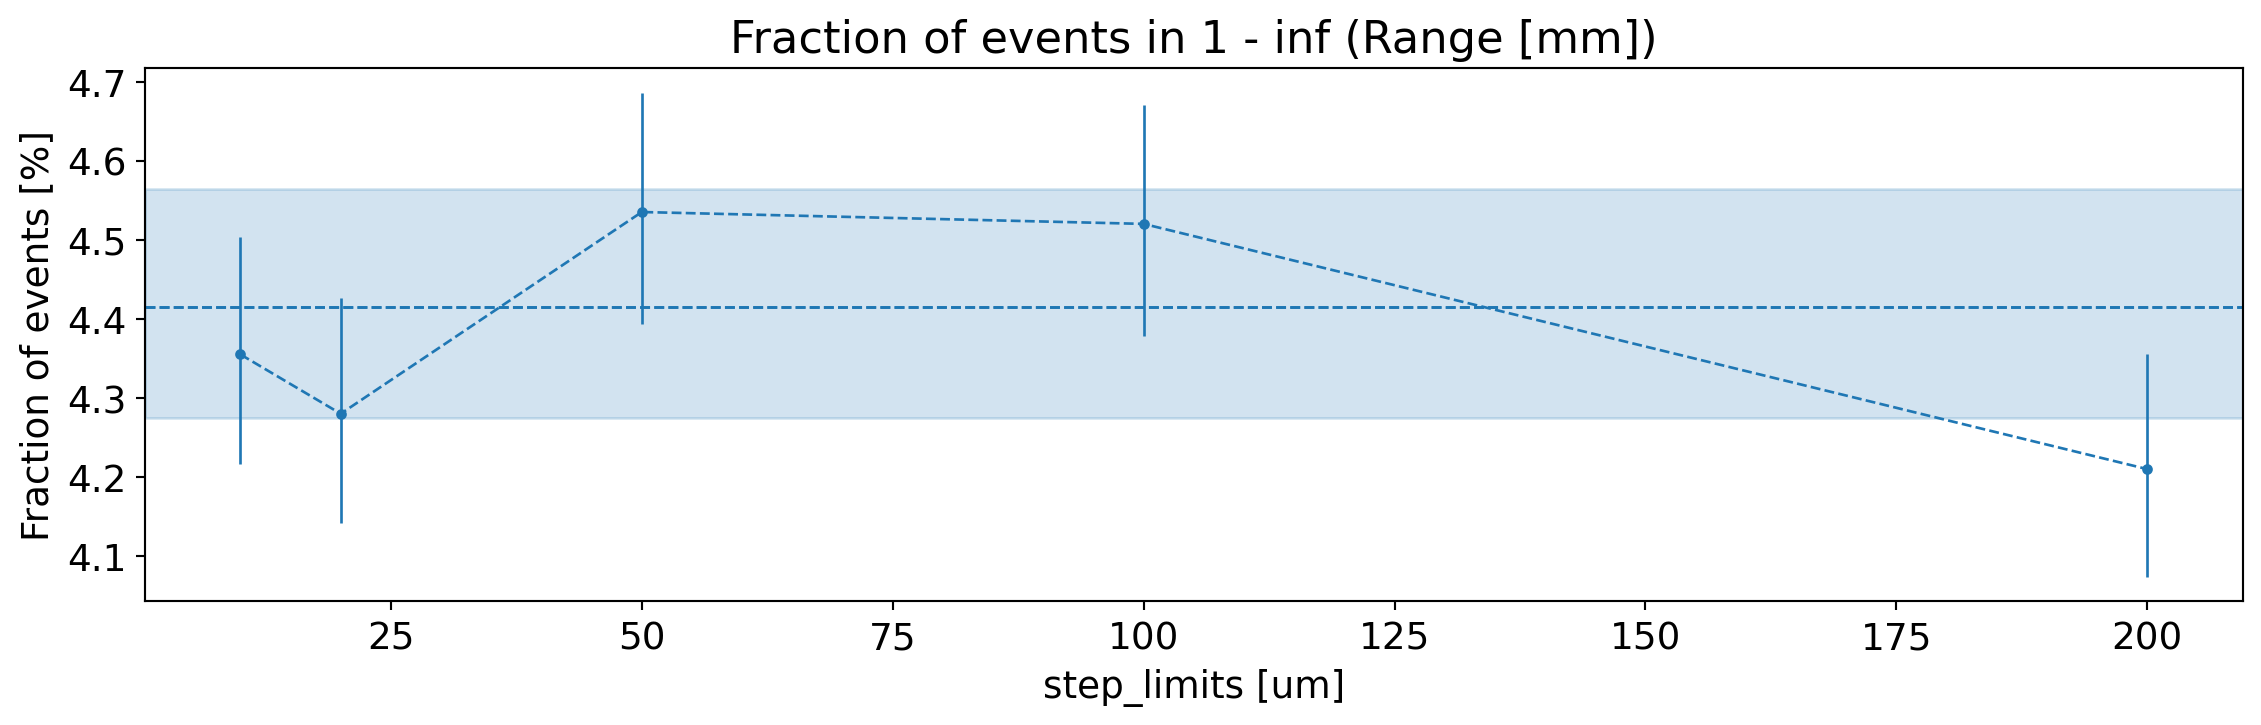 Fraction of events in 1 - inf (Range [mm])
Fraction of events [%]
4.7
4.6
4.5
4.4
4.3
4.2
4.1
25 50 75 100 125 150 175 200
step_limits [um]